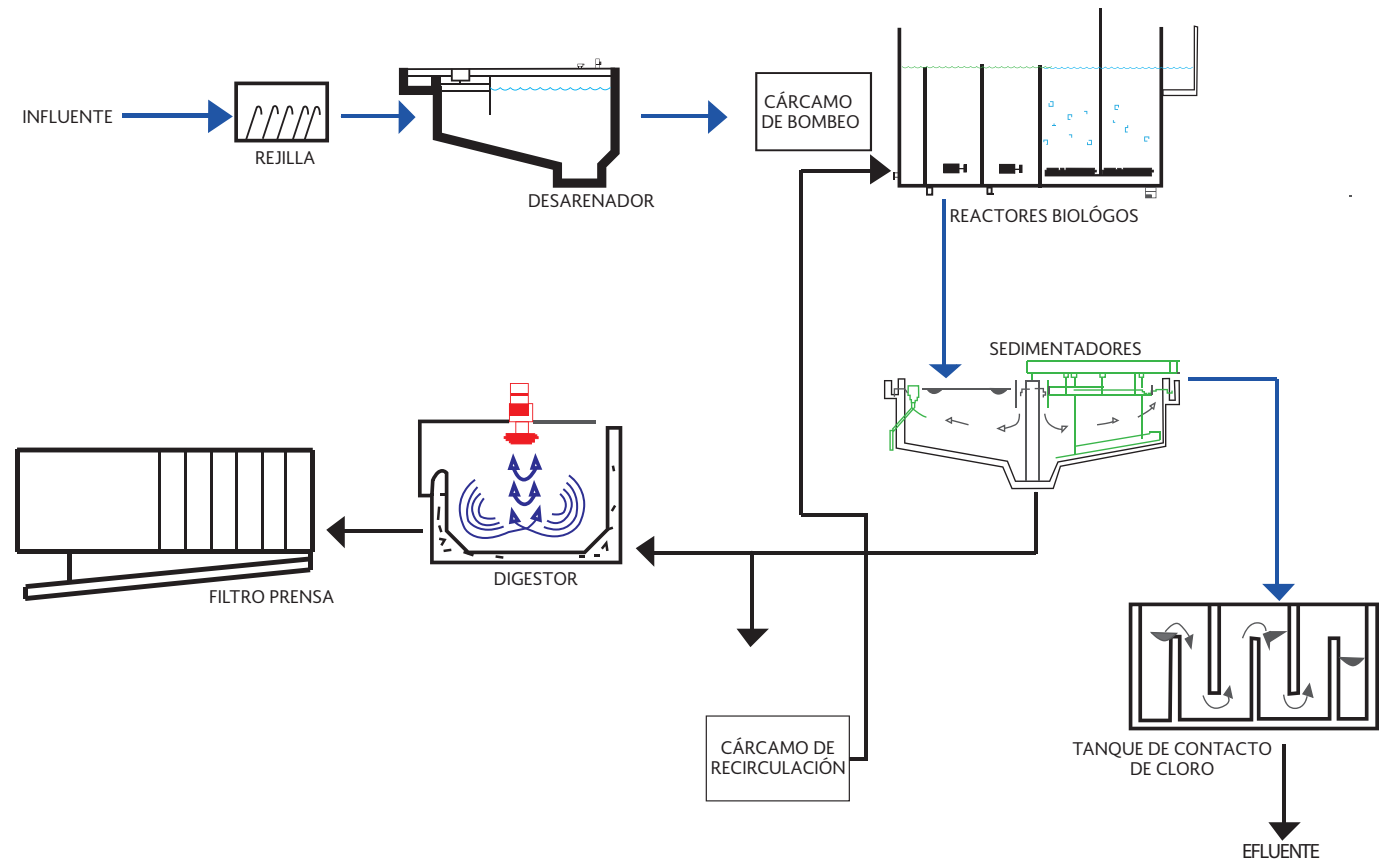 INFLUENTE
REJILLA
DESARENADOR
CÁRCAMO
DE BOMBEO
REACTORES BIOLÓGOS
SEDIMENTADORES
DIGESTOR
FILTRO PRENSA
CÁRCAMO DE
RECIRCULACIÓN
TANQUE DE CONTACTO
DE CLORO
EFLUENTE